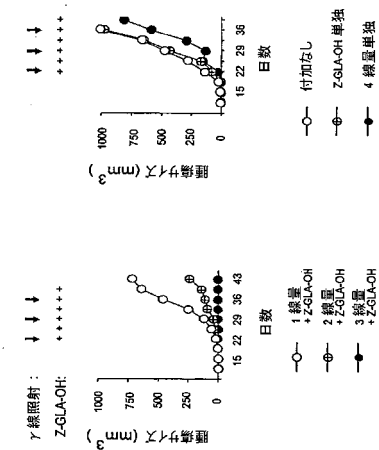 γ線照射: ↓ ↓ ↓ ↓ ↓ ↓
Z-GLA-OH: ++++++ ++++++
腫瘍サイズ (mm³)
1000
750
500
250
0
15 22 29 36 43
日数
腫瘍サイズ (mm³)
1000
750
500
250
0
15 22 29 36
日数
1 線量
+ Z-GLA-OH
2 線量
+ Z-GLA-OH
3 線量
+ Z-GLA-OH
付加なし
Z-GLA-OH 単独
4 線量単独